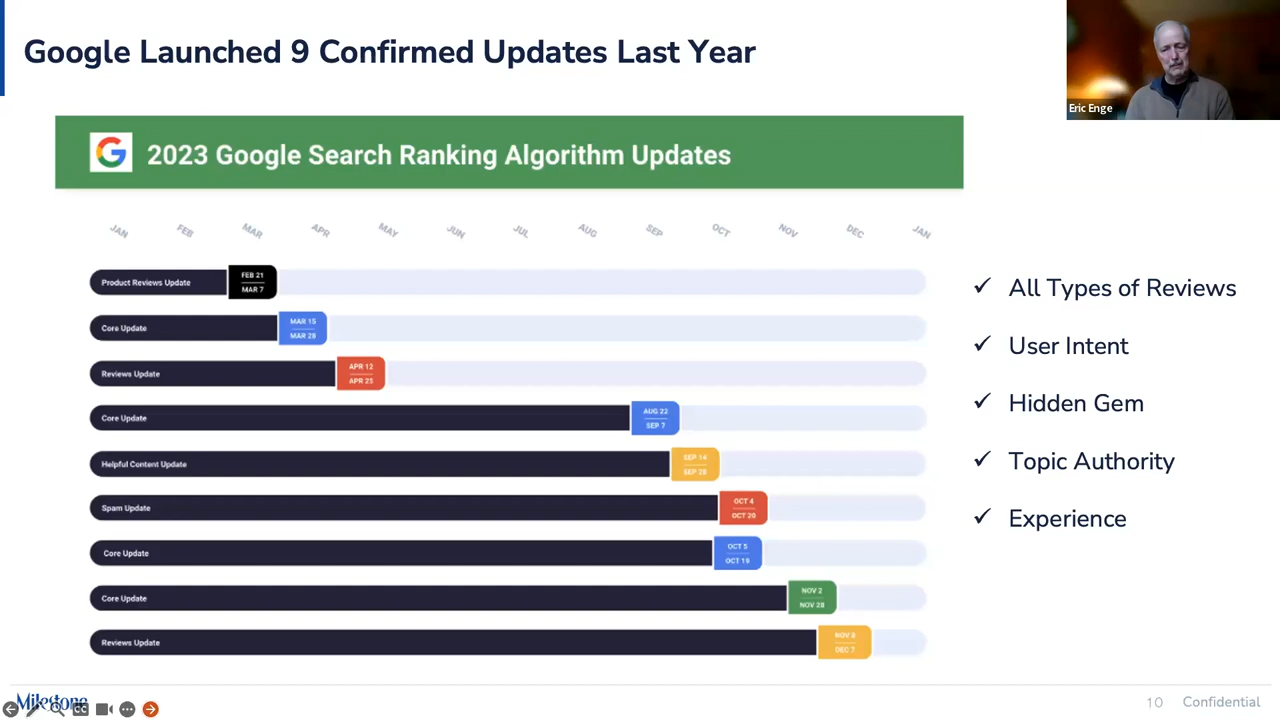 Google Launched 9 Confirmed Updates Last Year
Eric Enge
2023 Google Search Ranking Algorithm Updates
JAN FEB MAR APR MAY JUN JUL AUG SEP OCT NOV DEC JAN
Product Reviews Update
FEB 21
MAR 7
Core Update
MAR 15
MAR 28
Reviews Update
APR 12
APR 25
Core Update
AUG 22
SEP 7
Helpful Content Update
SEP 14
SEP 28
Spam Update
OCT 4
OCT 20
Core Update
OCT 5
OCT 19
Core Update
NOV 2
NOV 28
Reviews Update
NOV 8
DEC 7
✓ All Types of Reviews
✓ User Intent
✓ Hidden Gem
✓ Topic Authority
✓ Experience
Milestone
CC
10 Confidential